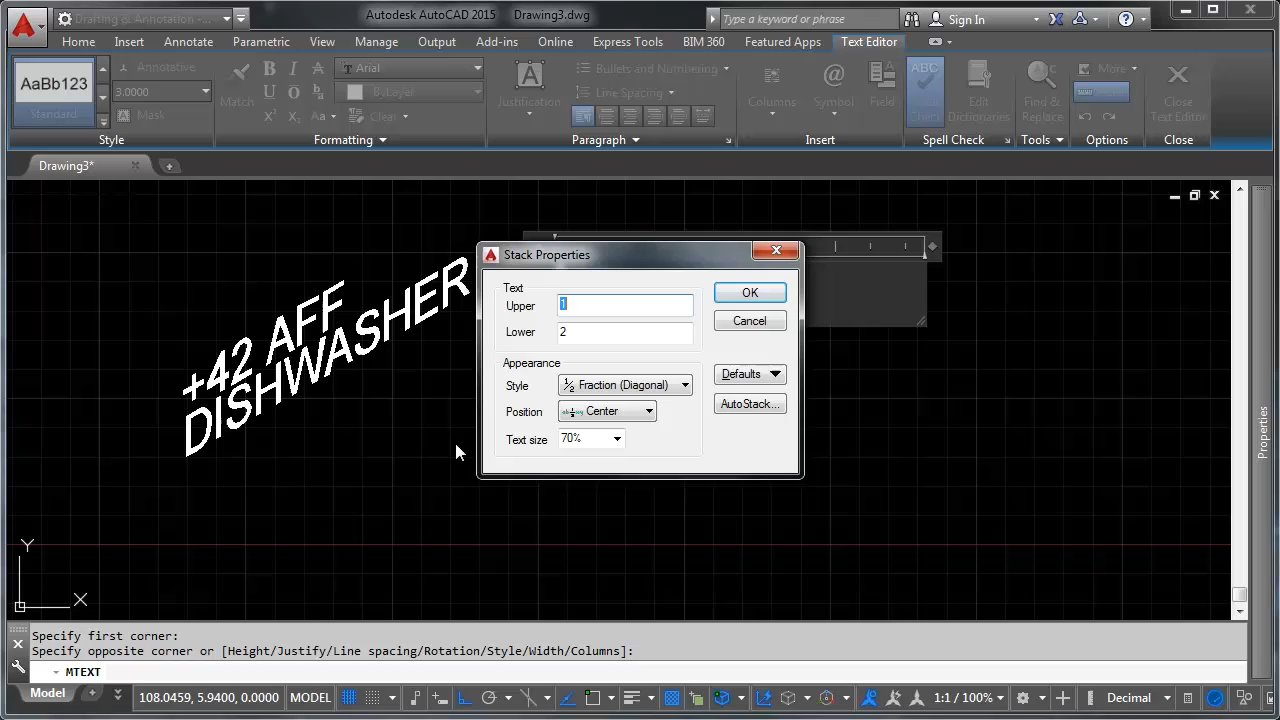 Drafting & Annotation -
Autodesk AutoCAD 2015 Drawing3.dwg
Type a keyword or phrase
Sign In
Home Insert Annotate Parametric View Manage Output Add-ins Online Express Tools BIM 360 Featured Apps Text Editor
AaBb123
Standard
Annotative
3.0000
Mask
Style
Match
Arial
ByLayer
Clear
Formatting
Justification
Bullets and Numbering
Line Spacing
Paragraph
Columns
Symbol
Field
Insert
ABC
Edit
Dictionaries
Spell Check
Find &
Replace
Tools
More
Options
Close
Text Editor
Close
Drawing3*
+42 AFF
DISHWASHER
Stack Properties
Text
Upper 1
Lower 2
Appearance
Style 1/2 Fraction (Diagonal)
Position Center
Text size 70%
OK
Cancel
Defaults
AutoStack...
Properties
Y
X
Specify first corner:
Specify opposite corner or [Height/Justify/Line spacing/Rotation/Style/Width/Columns]:
MTEXT
Model
108.0459, 5.9400, 0.0000 MODEL
1:1 / 100%
Decimal